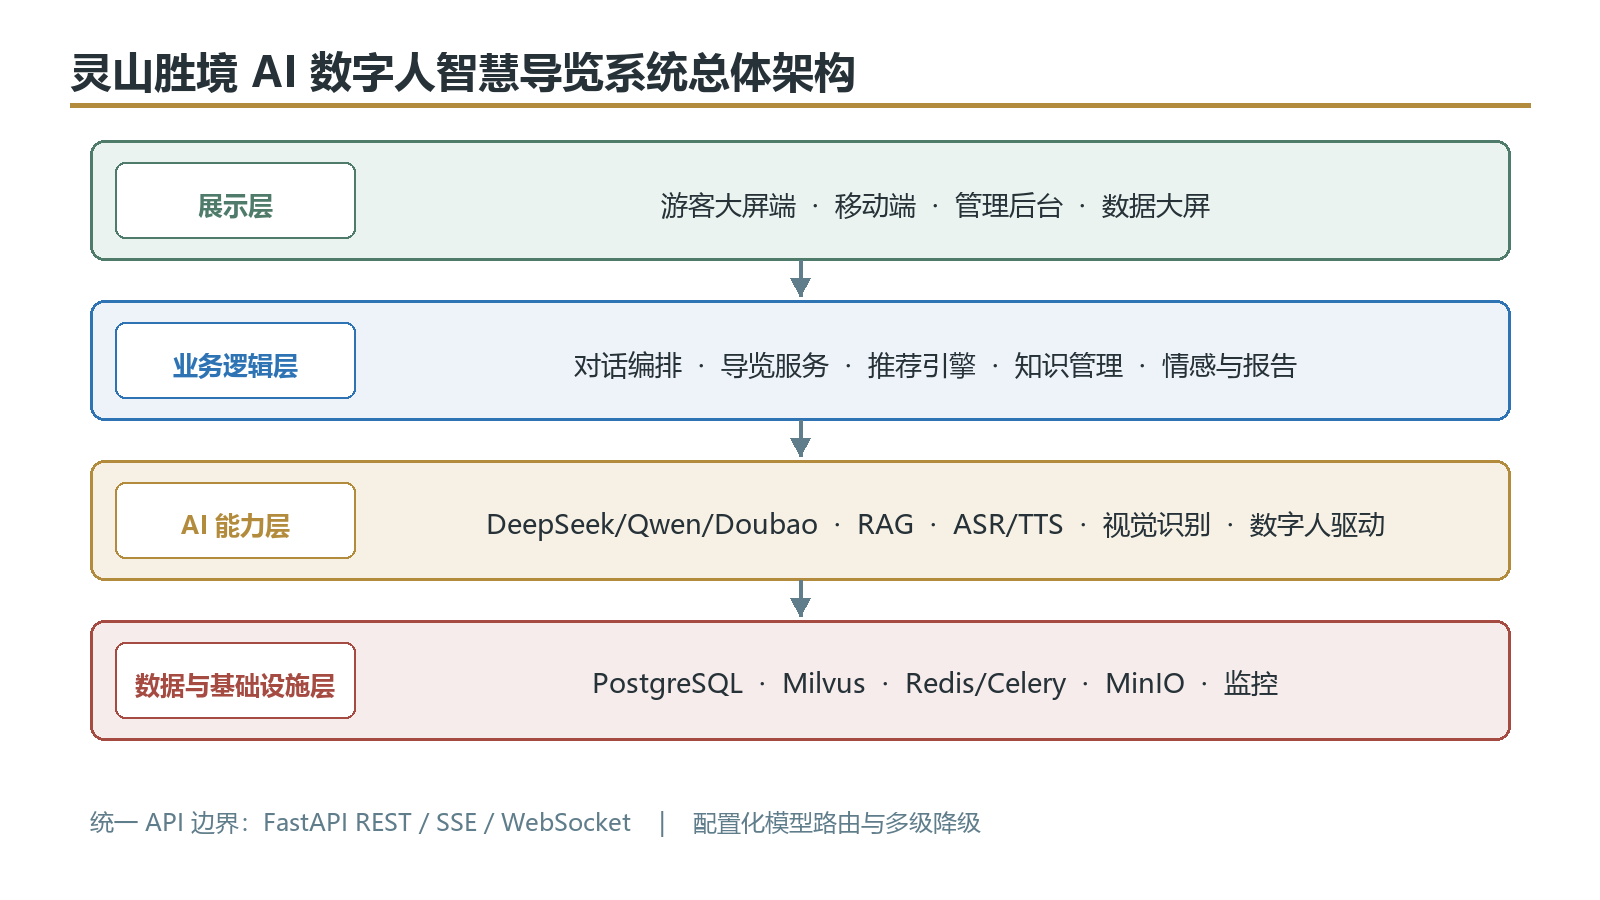 灵山胜境 AI 数字人智慧导览系统总体架构
展示层
游客大屏端 · 移动端 · 管理后台 · 数据大屏
业务逻辑层
对话编排 · 导览服务 · 推荐引擎 · 知识管理 · 情感与报告
AI 能力层
DeepSeek/Qwen/Doubao · RAG · ASR/TTS · 视觉识别 · 数字人驱动
数据与基础设施层
PostgreSQL · Milvus · Redis/Celery · MinIO · 监控
统一 API 边界：FastAPI REST / SSE / WebSocket | 配置化模型路由与多级降级